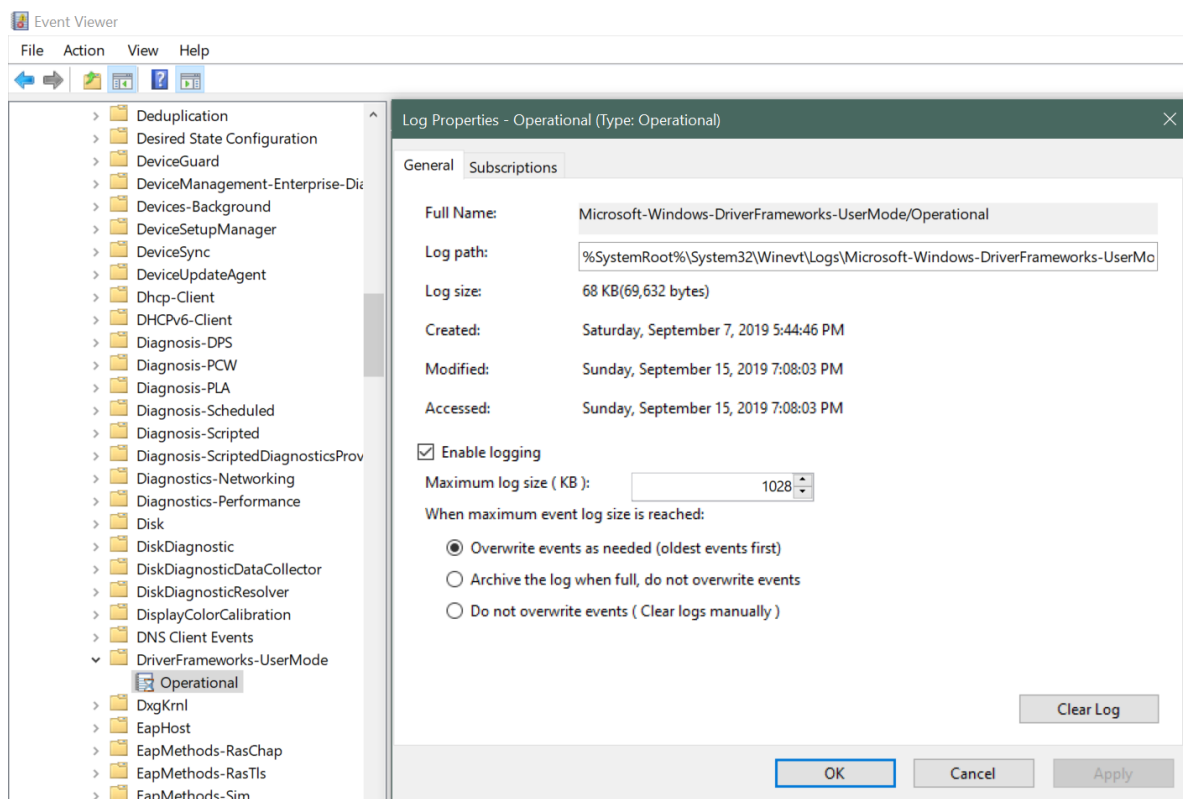 Event Viewer
File Action View Help
Deduplication
Desired State Configuration
DeviceGuard
DeviceManagement-Enterprise-Dia
Devices-Background
DeviceSetupManager
DeviceSync
DeviceUpdateAgent
Dhcp-Client
DHCPv6-Client
Diagnosis-DPS
Diagnosis-PCW
Diagnosis-PLA
Diagnosis-Scheduled
Diagnosis-Scripted
Diagnosis-ScriptedDiagnosticsProv
Diagnostics-Networking
Diagnostics-Performance
Disk
DiskDiagnostic
DiskDiagnosticDataCollector
DiskDiagnosticResolver
DisplayColorCalibration
DNS Client Events
DriverFrameworks-UserMode
Operational
DxgKrnl
EapHost
EapMethods-RasChap
EapMethods-RasTls
EapMethods-Sim
Log Properties - Operational (Type: Operational)
General Subscriptions
Full Name: Microsoft-Windows-DriverFrameworks-UserMode/Operational
Log path: %SystemRoot%\System32\Winevt\Logs\Microsoft-Windows-DriverFrameworks-UserMo
Log size: 68 KB(69,632 bytes)
Created: Saturday, September 7, 2019 5:44:46 PM
Modified: Sunday, September 15, 2019 7:08:03 PM
Accessed: Sunday, September 15, 2019 7:08:03 PM
Enable logging
Maximum log size ( KB ): 1028
When maximum event log size is reached:
Overwrite events as needed (oldest events first)
Archive the log when full, do not overwrite events
Do not overwrite events ( Clear logs manually )
Clear Log
OK Cancel Apply